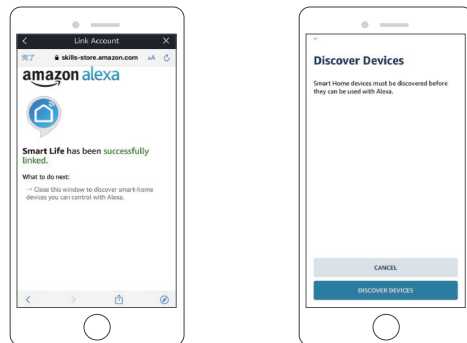 Link Account
完了
skills-store.amazon.com
AA
amazon alexa
Smart Life has been successfully
linked.
What to do next:
→ Close this window to discover smart-home
devices you can control with Alexa.
Discover Devices
Smart Home devices must be discovered before
they can be used with Alexa.
CANCEL
DISCOVER DEVICES